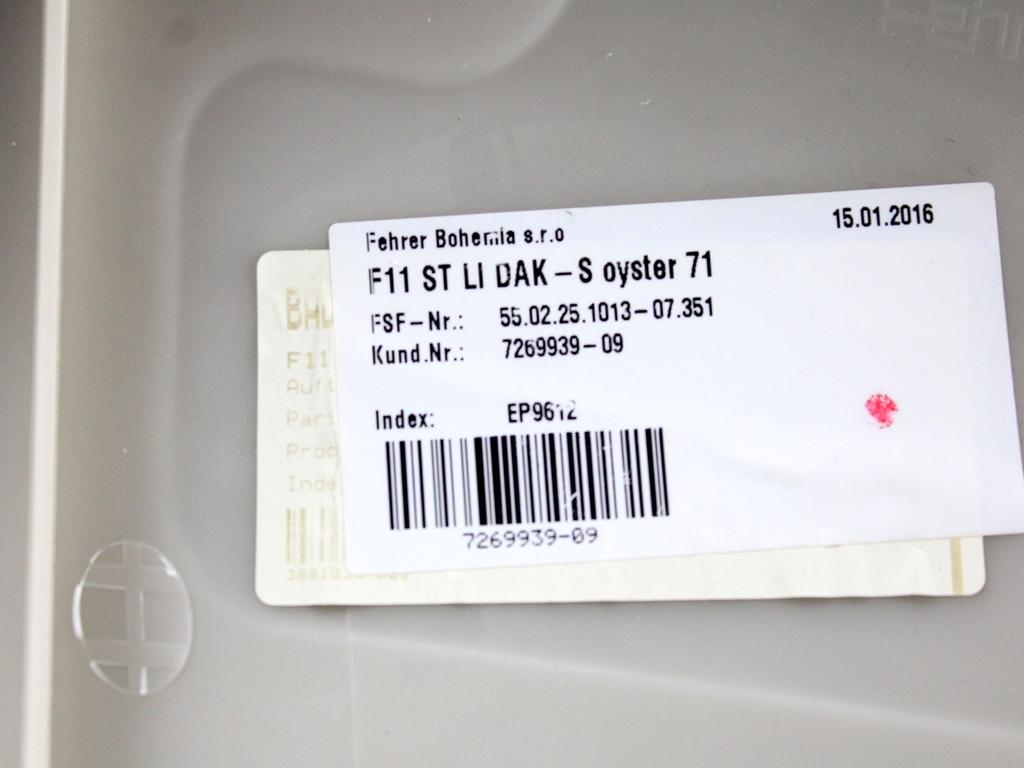 Fehrer Bohemia s.r.o
15.01.2016
F11 ST LI DAK – S oyster 71
FSF – Nr.: 55.02.25.1013 – 07.351
Kund.Nr.: 7269939 – 09
Index: EP9612
7269939-09
F11